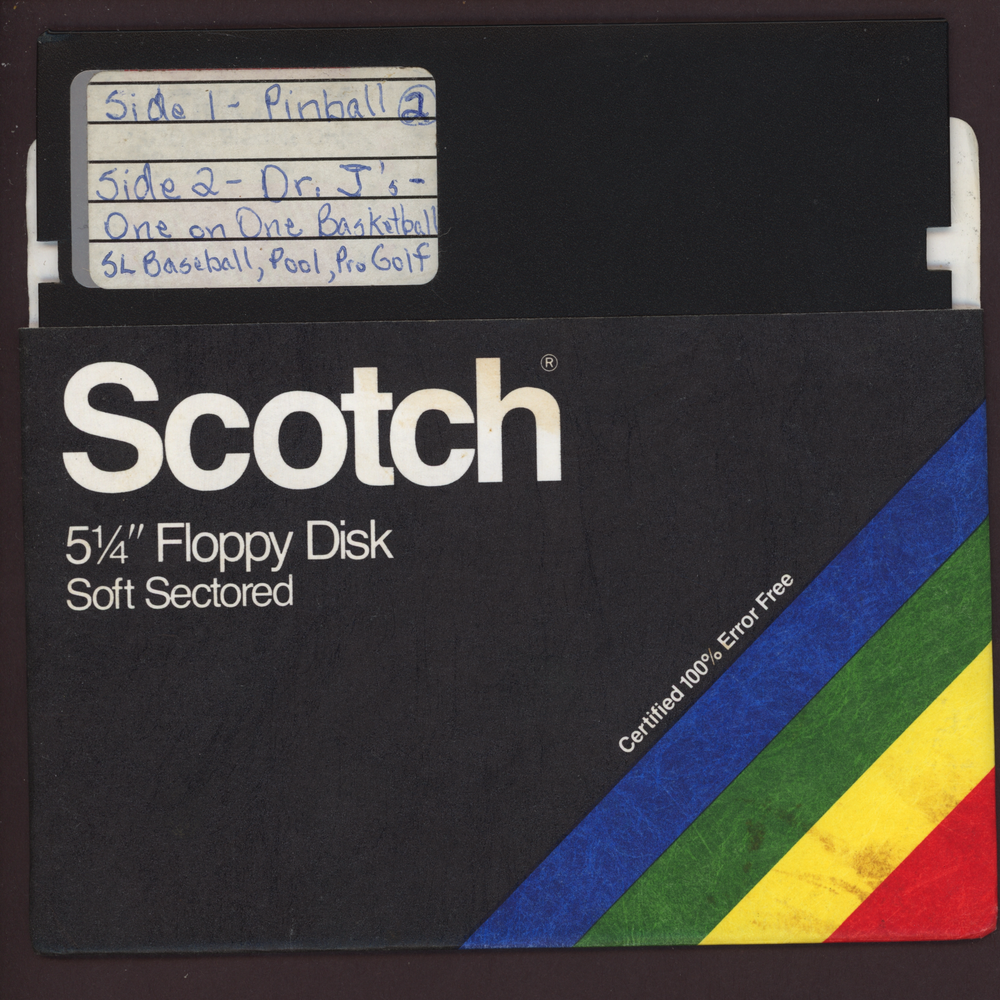 Side 1 - Pinball 2
Side 2 - Dr. J's -
One on One Basketball
SL Baseball, Pool, Pro Golf
Scotch®
5¼" Floppy Disk
Soft Sectored
Certified 100% Error Free